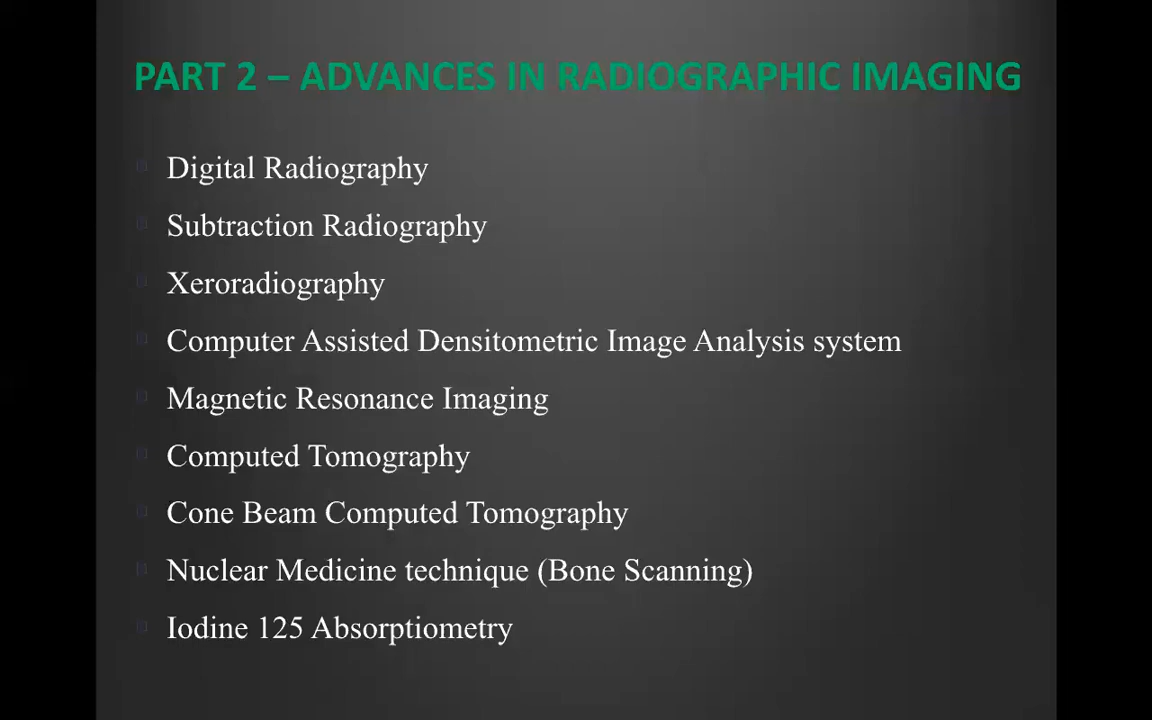 PART 2 – ADVANCES IN RADIOGRAPHIC IMAGING
Digital Radiography
Subtraction Radiography
Xeroradiography
Computer Assisted Densitometric Image Analysis system
Magnetic Resonance Imaging
Computed Tomography
Cone Beam Computed Tomography
Nuclear Medicine technique (Bone Scanning)
Iodine 125 Absorptiometry